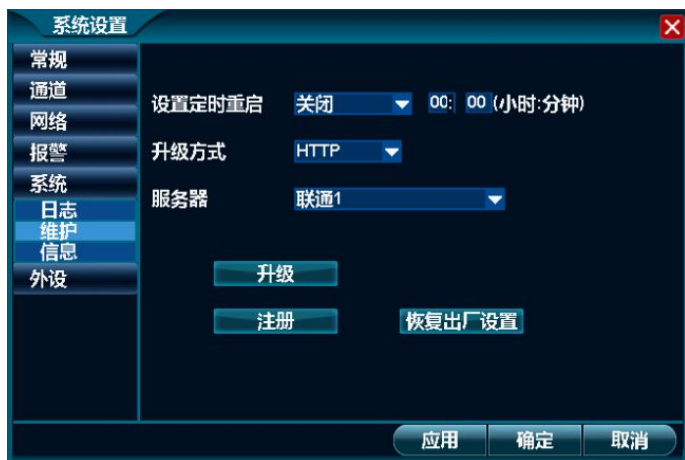 系统设置
常规
通道
网络
报警
系统
日志
维护
信息
外设
设置定时重启 关闭 00: 00 (小时:分钟)
升级方式 HTTP
服务器 联通1
升级
注册 恢复出厂设置
应用 确定 取消